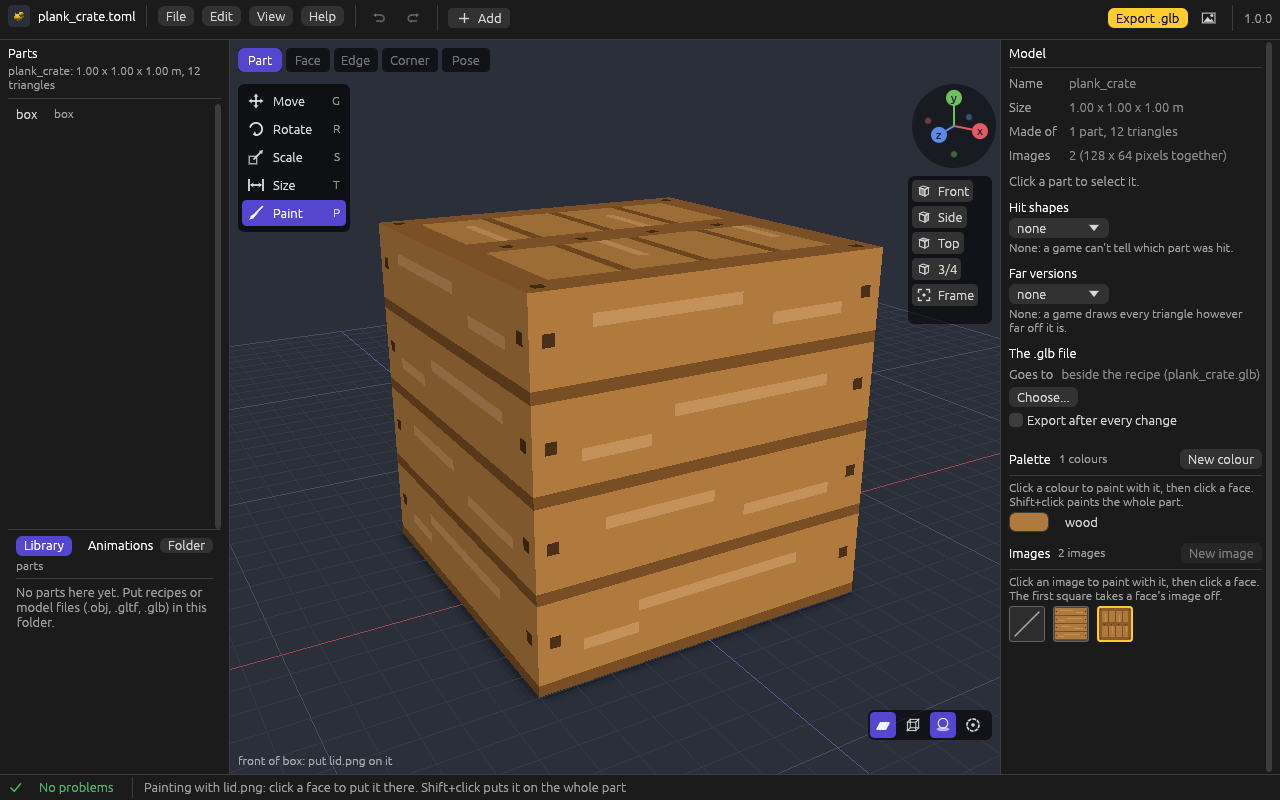 plank_crate.toml
File
Edit
View
Help
Add
Export .glb
1.0.0
Parts
plank_crate: 1.00 x 1.00 x 1.00 m, 12
triangles
box box
Library
Animations
Folder
parts
No parts here yet. Put recipes or
model files (.obj, .gltf, .glb) in this
folder.
Part
Face
Edge
Corner
Pose
Move G
Rotate R
Scale S
Size T
Paint P
y
x
z
Front
Side
Top
3/4
Frame
front of box: put lid.png on it
Model
Name plank_crate
Size 1.00 x 1.00 x 1.00 m
Made of 1 part, 12 triangles
Images 2 (128 x 64 pixels together)
Click a part to select it.
Hit shapes
none
None: a game can't tell which part was hit.
Far versions
none
None: a game draws every triangle however
far off it is.
The .glb file
Goes to beside the recipe (plank_crate.glb)
Choose...
Export after every change
Palette 1 colours New colour
Click a colour to paint with it, then click a face.
Shift+click paints the whole part.
wood
Images 2 images New image
Click an image to paint with it, then click a face.
The first square takes a face's image off.
No problems
Painting with lid.png: click a face to put it there. Shift+click puts it on the whole part